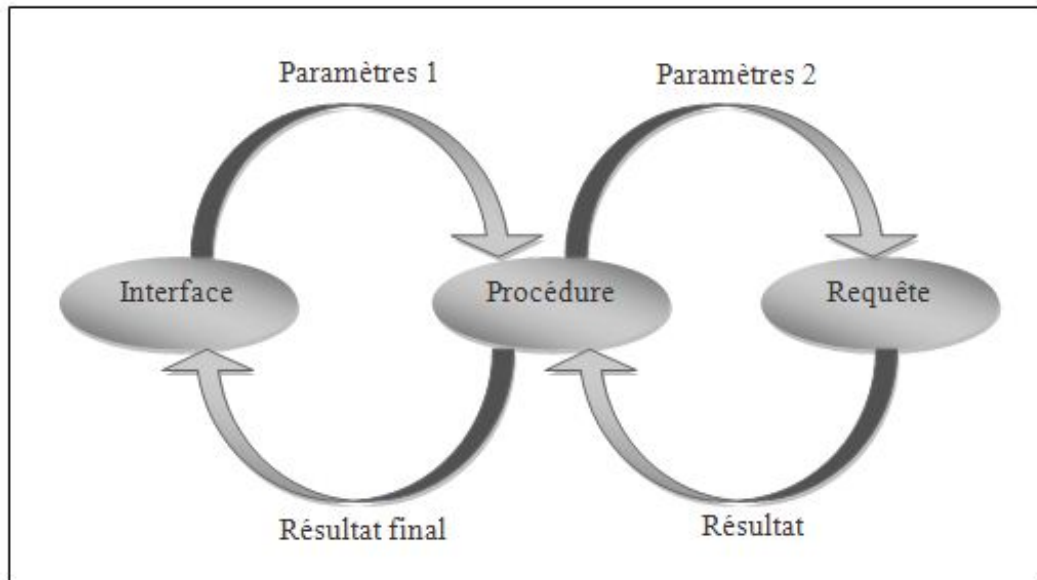 Paramètres 1
Paramètres 2
Interface
Procédure
Requête
Résultat final
Résultat